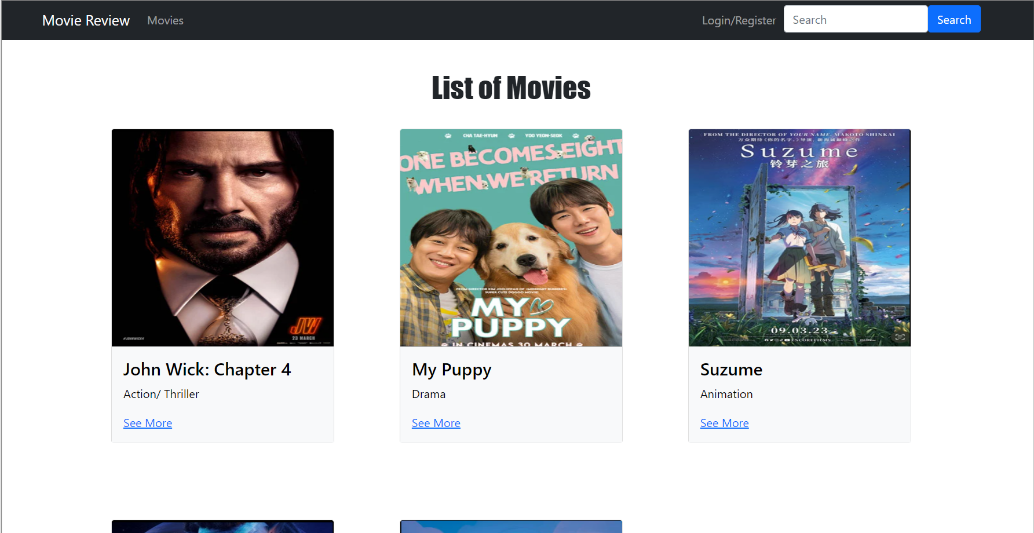 Movie Review
Movies
Login/Register
Search
Search
List of Movies
CHA TAE-HYUN YOO YEON-SEOK
ONE BECOMES EIGHT
WHEN WE RETURN
FROM THE DIRECTOR OF YOUR NAME, MAKOTO SHINKAI
Suzume
铃芽之旅
JW
23 MARCH
MY
PUPPY
IN CINEMAS 30 MARCH
09.03.23
John Wick: Chapter 4
Action/ Thriller
See More
My Puppy
Drama
See More
Suzume
Animation
See More